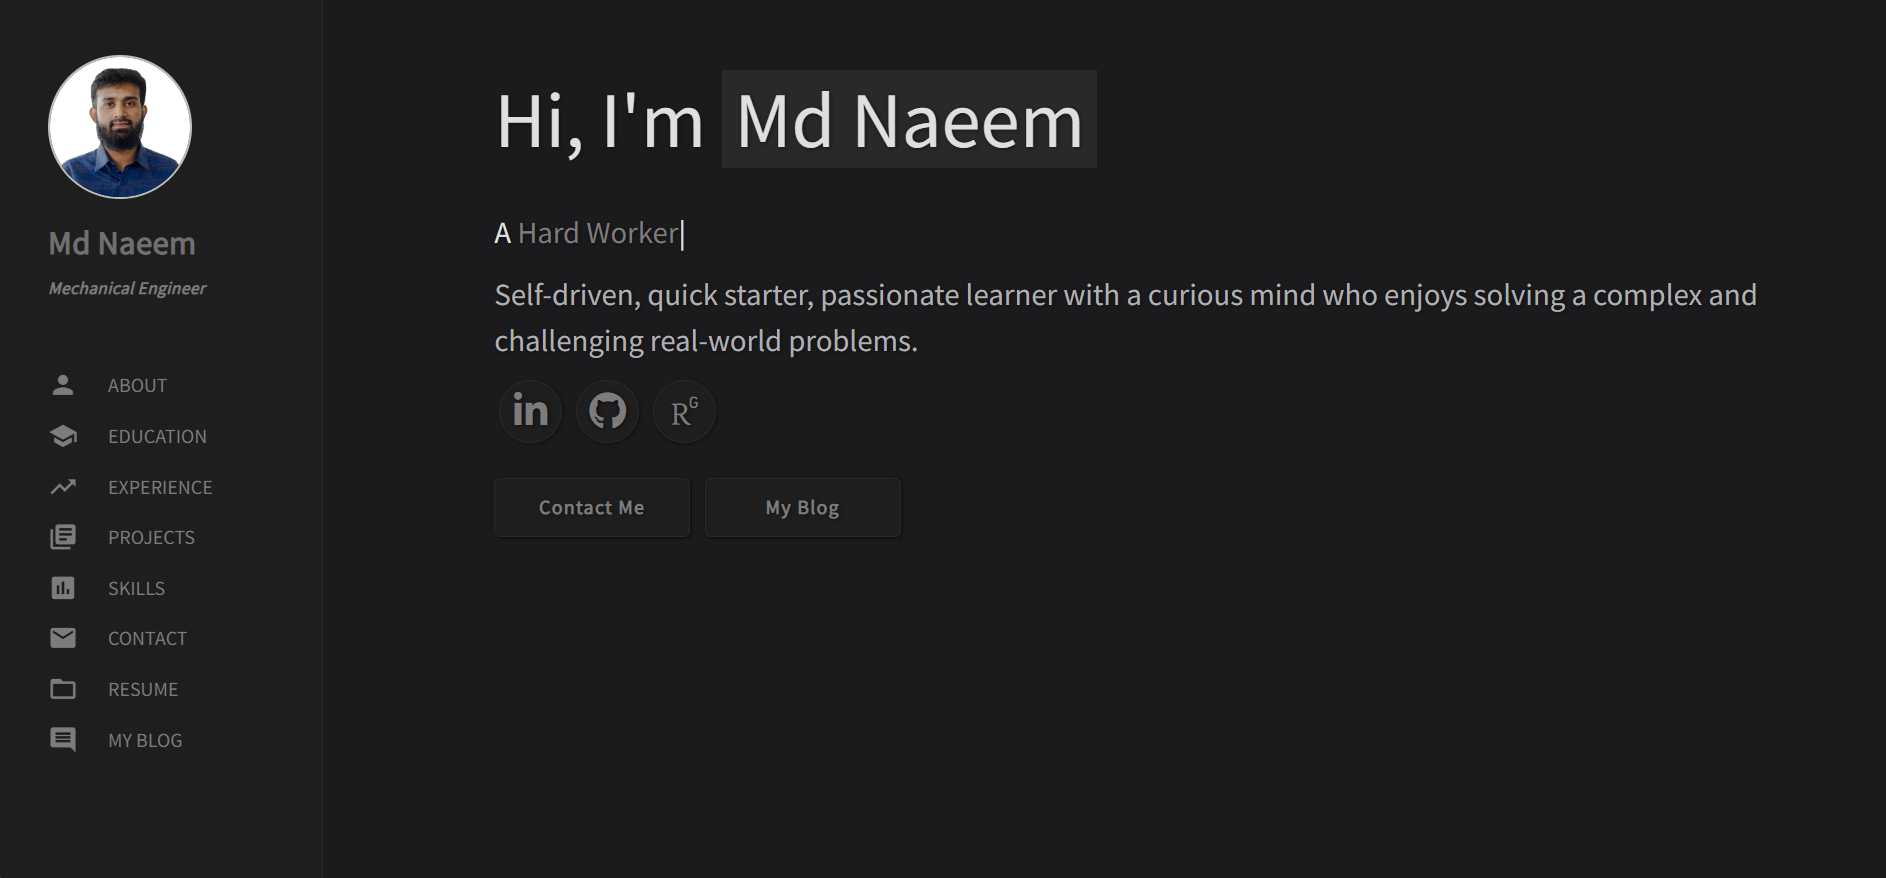 Md Naeem
Mechanical Engineer
ABOUT
EDUCATION
EXPERIENCE
PROJECTS
SKILLS
CONTACT
RESUME
MY BLOG
Hi, I'm Md Naeem
A Hard Worker|
Self-driven, quick starter, passionate learner with a curious mind who enjoys solving a complex and
challenging real-world problems.
in
RG
Contact Me
My Blog